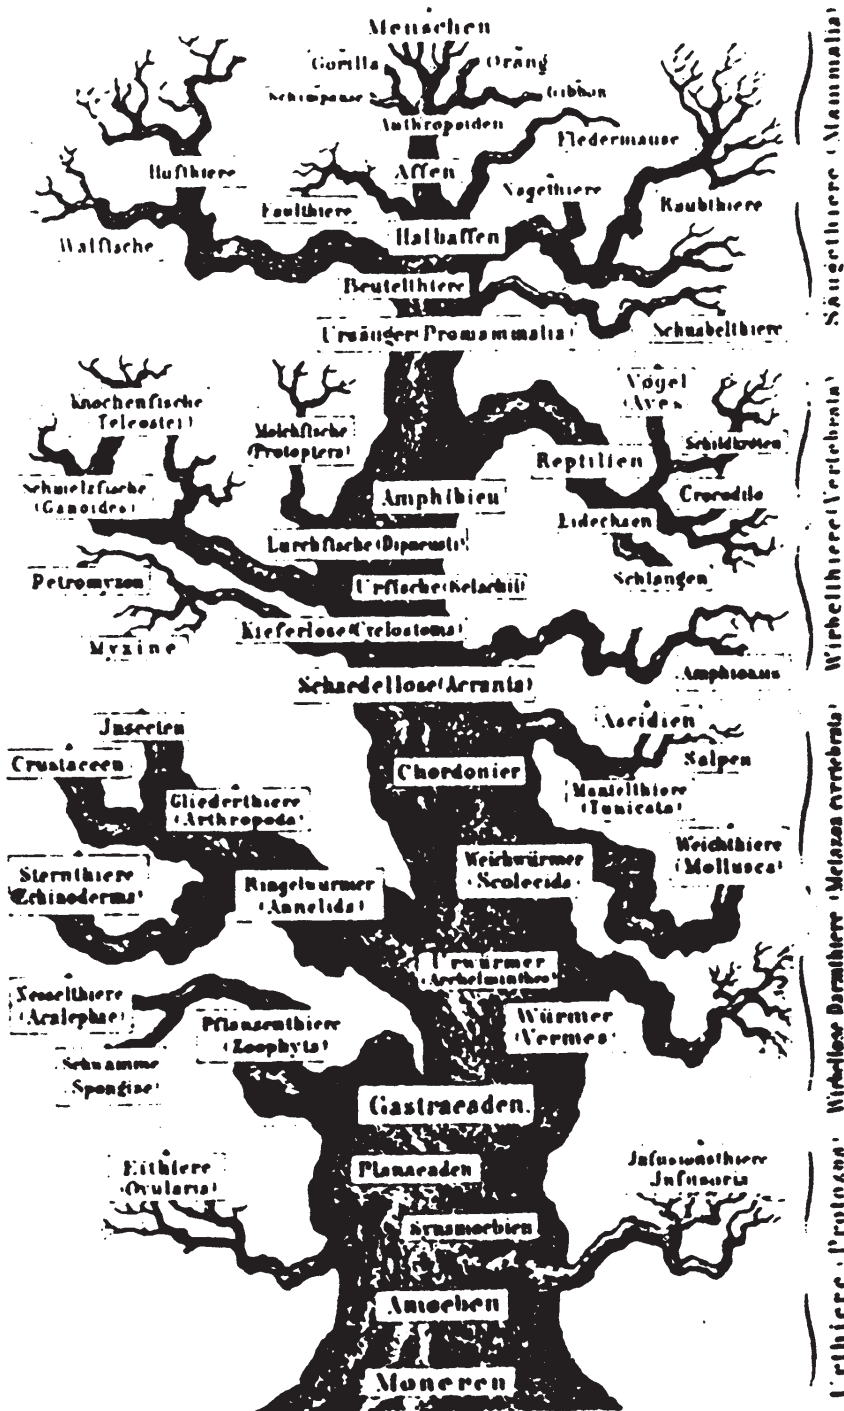 Menschen
Gorilla
Orang
Schimpanse
Gibbon
Anthropoiden
Fledermäuse
Hufthiere
Affen
Nagethiere
Faulthiere
Raubthiere
Walfische
Halbaffen
Beutelthiere
Ursäuger (Promammalia)
Schnabelthiere
Säugethiere (Mammalia)
Vögel
(Aves)
Knochenfische
(Teleostei)
Molchfische
(Protoptera)
Schildkröten
Reptilien
Schmelzfische
(Ganoides)
Amphibien
Crocodile
Eidechsen
Lurchfische (Dipneusti)
Schlangen
Petromyzon
Urfische (Selachii)
Kieferlose (Cyclostoma)
Myxine
Amphioxus
Schaedellose (Acrania)
Wirbelthiere (Vertebrata)
Insecten
Ascidien
Crustaceen
Salpen
Chordonier
Gliederthiere
(Arthropoda)
Mantelthiere
(Tunicata)
Weichthiere
(Mollusca)
Weichwürmer
(Scolecida)
Sternthiere
(Echinoderma)
Ringelwürmer
(Annelida)
Urwürmer
(Archelminthes)
Nesselthiere
(Acalephae)
Pflanzenthiere
(Zoophyta)
Würmer
(Vermes)
Schwämme
Spongiae
Gastraeaden.
Wirbellose Darmthiere (Metazoa evertebrata)
Eithiere
(Ovularia)
Planaeaden
Infusionsthiere
Infusoria
Synamoebien
Amoeben
Moneren
Urthiere (Protozoa)